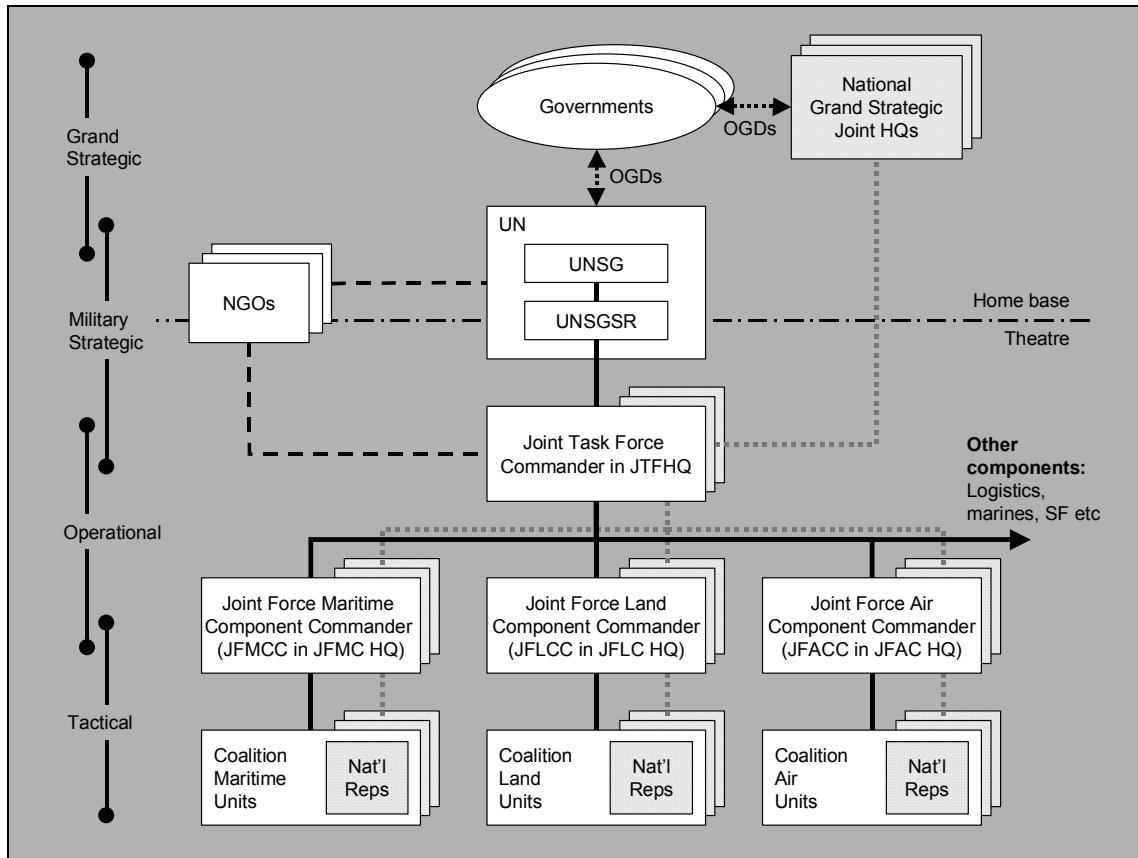 Grand
Strategic
Military
Strategic
Operational
Tactical
Governments
OGDs
National
Grand Strategic
Joint HQs
OGDs
UN
UNSG
UNSGSR
NGOs
Home base
Theatre
Joint Task Force
Commander in JTFHQ
Other
components:
Logistics,
marines, SF etc
Joint Force Maritime
Component Commander
(JFMCC in JFMC HQ)
Joint Force Land
Component Commander
(JFLCC in JFLC HQ)
Joint Force Air
Component Commander
(JFACC in JFAC HQ)
Coalition
Maritime
Units
Nat'l
Reps
Coalition
Land
Units
Nat'l
Reps
Coalition
Air
Units
Nat'l
Reps